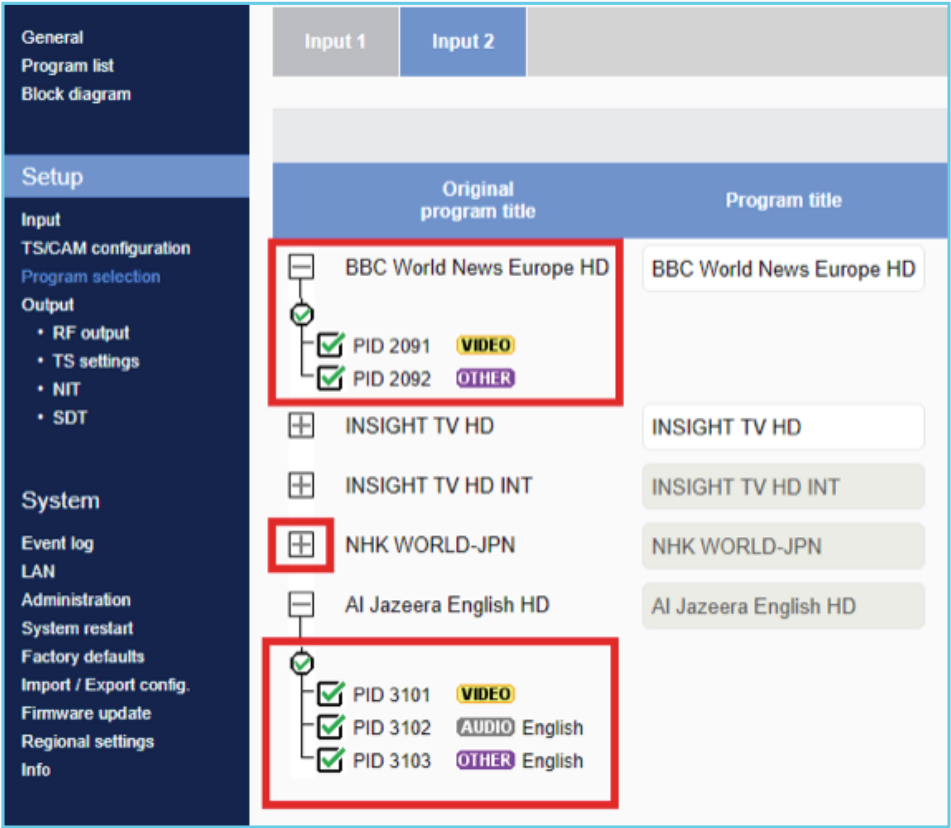 General
Program list
Block diagram
Setup
Input
TS/CAM configuration
Program selection
Output
• RF output
• TS settings
• NIT
• SDT
System
Event log
LAN
Administration
System restart
Factory defaults
Import / Export config.
Firmware update
Regional settings
Info
Input 1 Input 2
Original
program title
Program title
BBC World News Europe HD BBC World News Europe HD
PID 2091 VIDEO
PID 2092 OTHER
INSIGHT TV HD INSIGHT TV HD
INSIGHT TV HD INT INSIGHT TV HD INT
NHK WORLD-JPN NHK WORLD-JPN
Al Jazeera English HD Al Jazeera English HD
PID 3101 VIDEO
PID 3102 AUDIO English
PID 3103 OTHER English